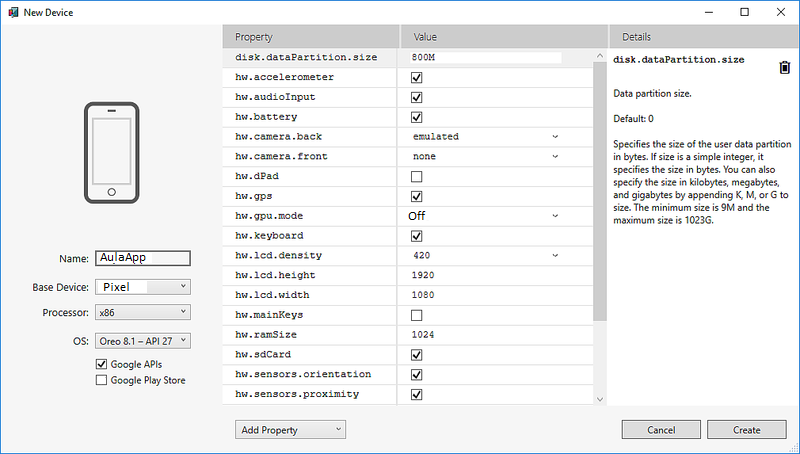 New Device
Property Value Details
disk.dataPartition.size 800M
hw.accelerometer
hw.audioInput
hw.battery
hw.camera.back emulated
hw.camera.front none
hw.dPad
hw.gps
hw.gpu.mode Off
hw.keyboard
hw.lcd.density 420
hw.lcd.height 1920
hw.lcd.width 1080
hw.mainKeys
hw.ramSize 1024
hw.sdCard
hw.sensors.orientation
hw.sensors.proximity
Name: AulaApp
Base Device: Pixel
Processor: x86
OS: Oreo 8.1 – API 27
Google APIs
Google Play Store
disk.dataPartition.size
Data partition size.
Default: 0
Specifies the size of the user data partition
in bytes. If size is a simple integer, it
specifies the size in bytes. You can also
specify the size in kilobytes, megabytes,
and gigabytes by appending K, M, or G to
size. The minimum size is 9M and the
maximum size is 1023G.
Add Property
Cancel
Create